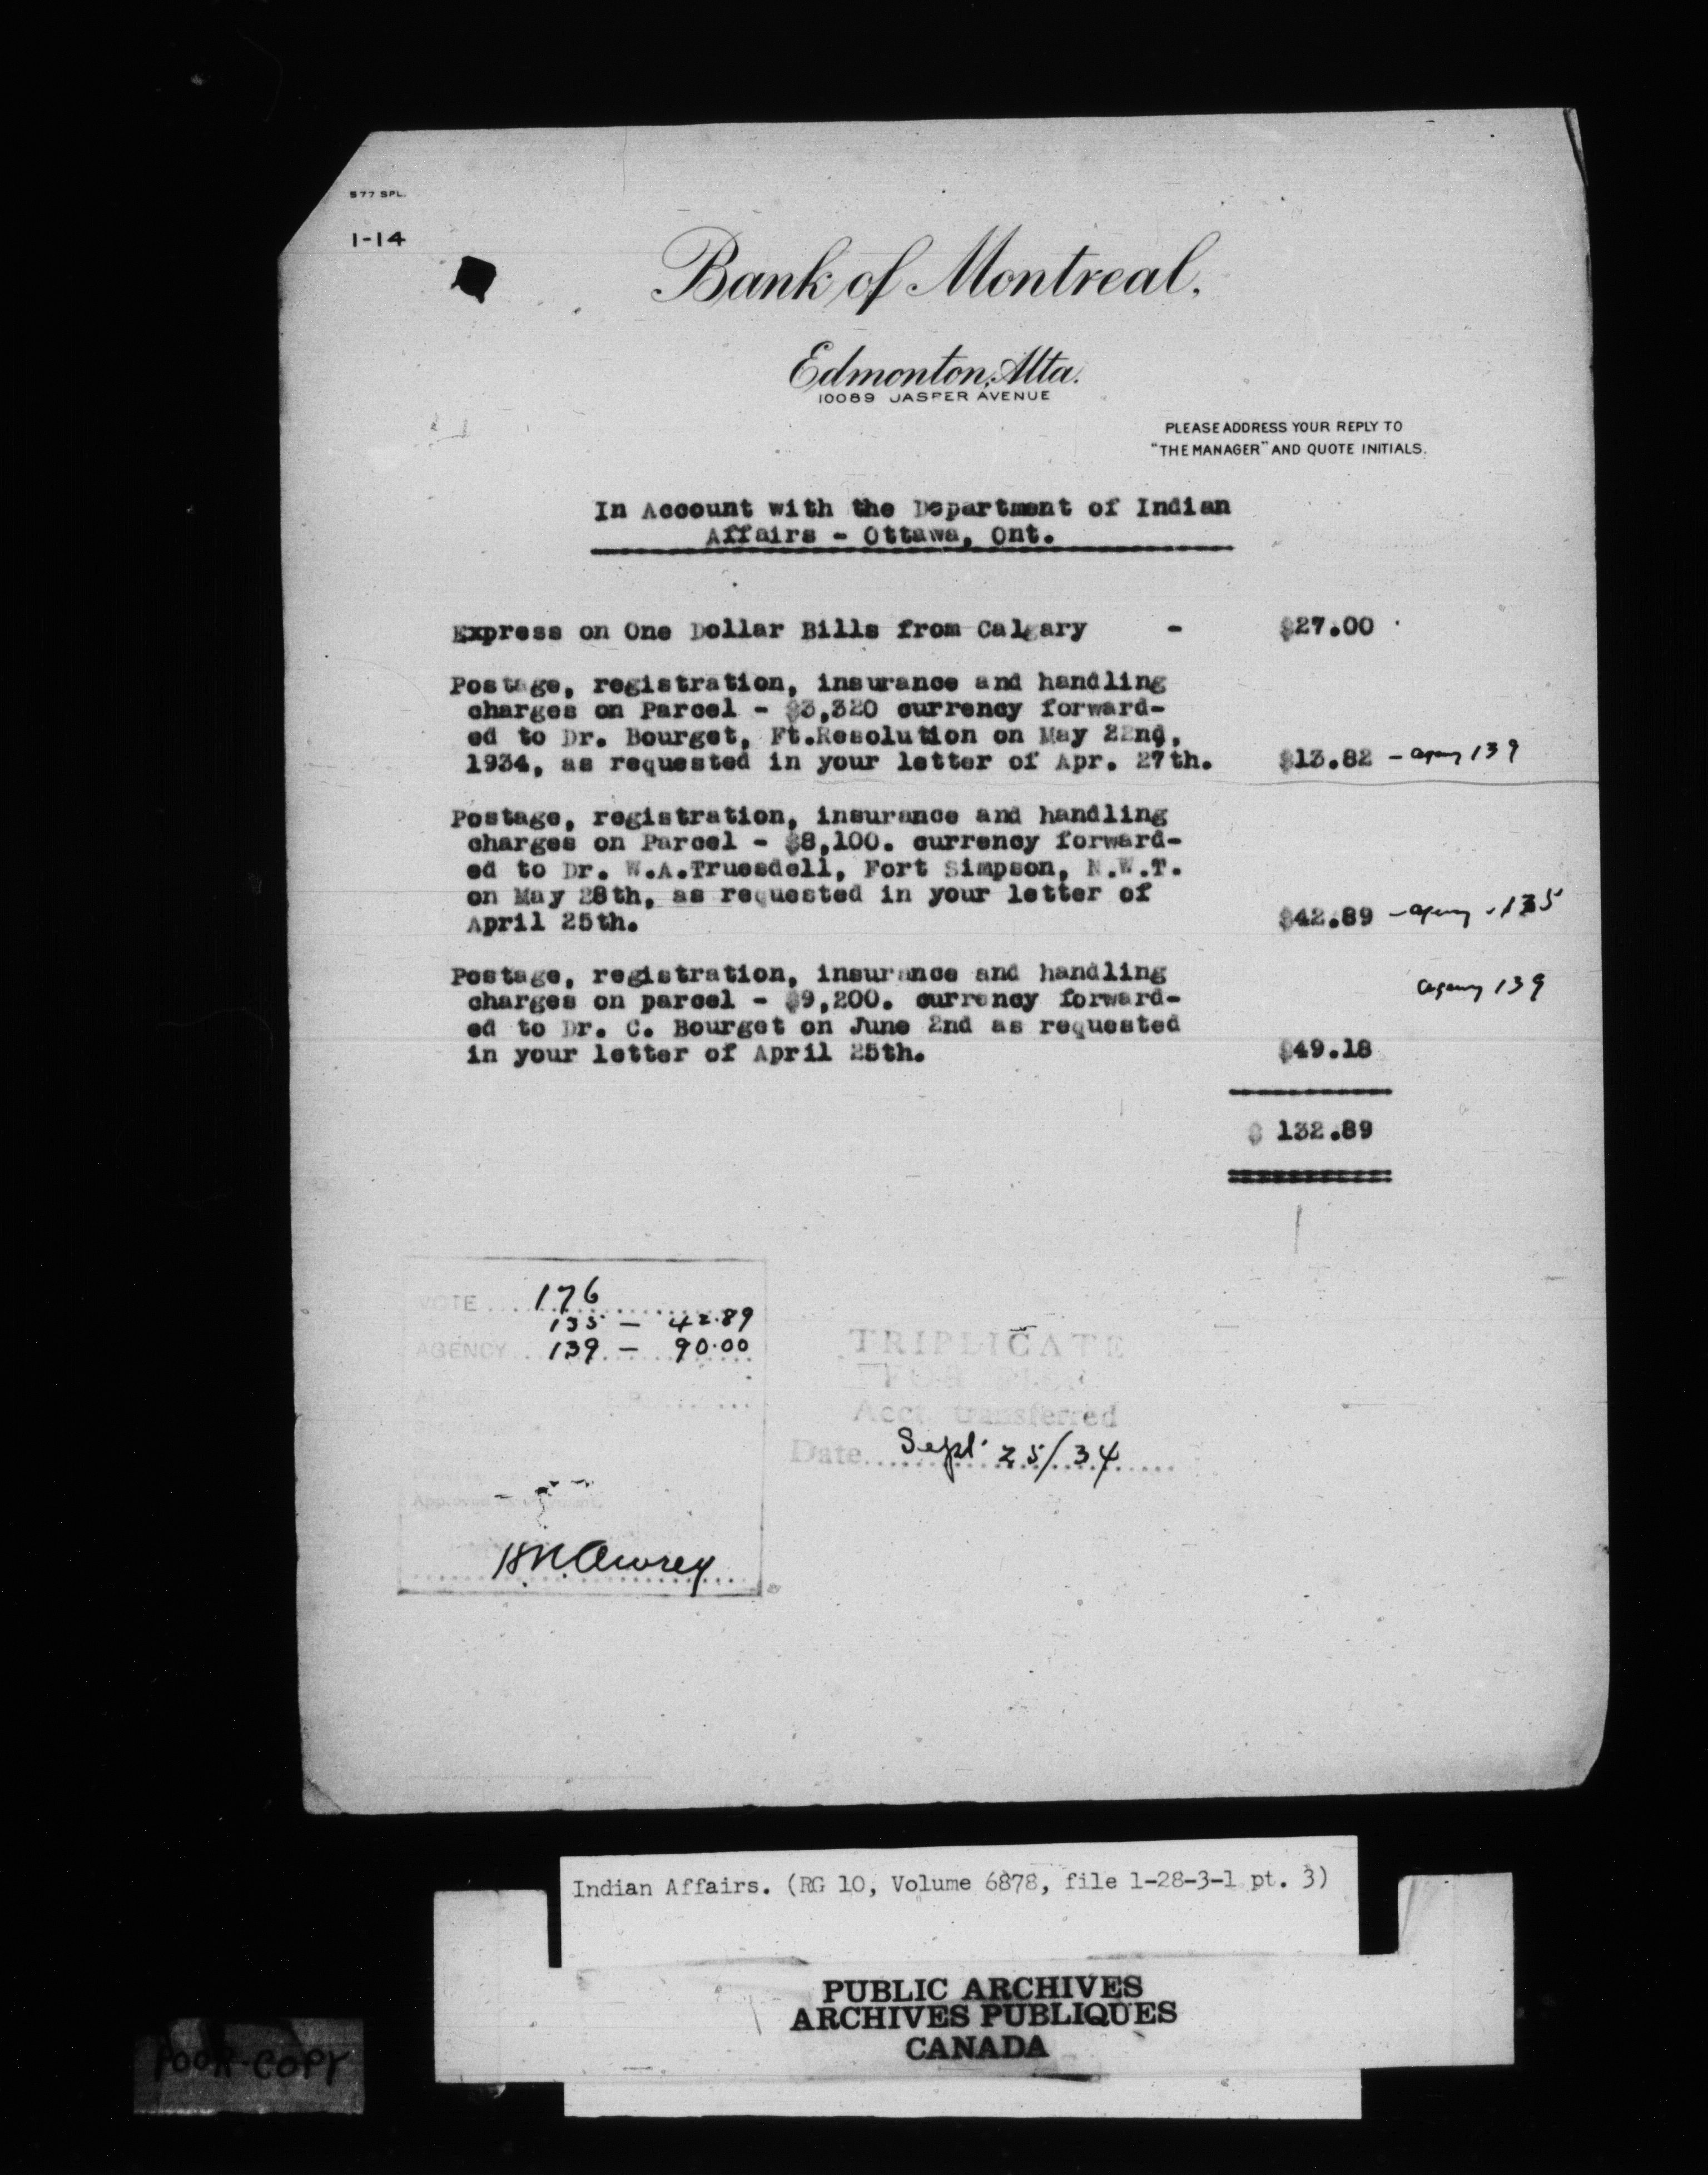 577 SPL.
1-14
Bank of Montreal,
Edmonton, Alta.
10089 JASPER AVENUE
PLEASE ADDRESS YOUR REPLY TO
"THE MANAGER" AND QUOTE INITIALS.
In Account with the Department of Indian
Affairs - Ottawa, Ont.
Express on One Dollar Bills from Calgary - $27.00
Postage, registration, insurance and handling
charges on Parcel - $3,320 currency forward-
ed to Dr. Bourget, Ft.Resolution on May 22nd,
1934, as requested in your letter of Apr. 27th. $13.82 - agency 139
Postage, registration, insurance and handling
charges on Parcel - $8,100. currency forward-
ed to Dr. W.A.Truesdell, Fort Simpson, N.W.T.
on May 28th, as requested in your letter of
April 25th. $42.89 - agency - 135
Postage, registration, insurance and handling
charges on parcel - $9,200. currency forward- agency 139
ed to Dr. C. Bourget on June 2nd as requested
in your letter of April 25th. $49.18
$ 132.89
VOTE 176
135 - 42.89
AGENCY 139 - 90.00
TRIPLICATE
FOR FILE
Acct. transferred
Date Sept. 25/34
Indian Affairs. (RG 10, Volume 6878, file 1-28-3-1 pt. 3)
PUBLIC ARCHIVES
ARCHIVES PUBLIQUES
CANADA
POOR COPY